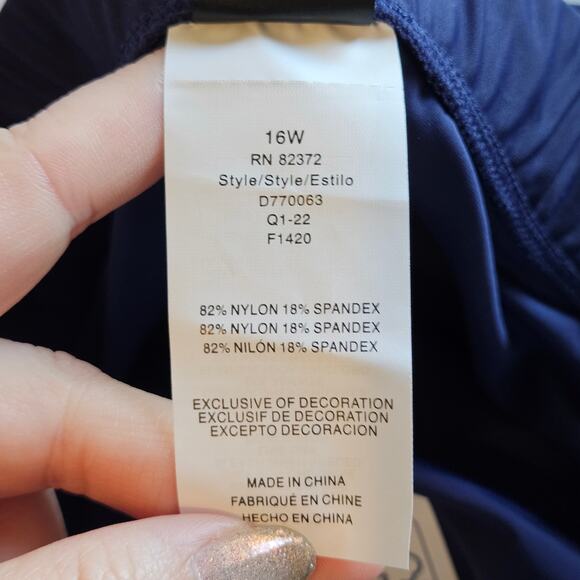 16W
RN 82372
Style/Style/Estilo
D770063
Q1-22
F1420
82% NYLON 18% SPANDEX
82% NYLON 18% SPANDEX
82% NILÓN 18% SPANDEX
EXCLUSIVE OF DECORATION
EXCLUSIF DE DECORATION
EXCEPTO DECORACION
MADE IN CHINA
FABRIQUÉ EN CHINE
HECHO EN CHINA